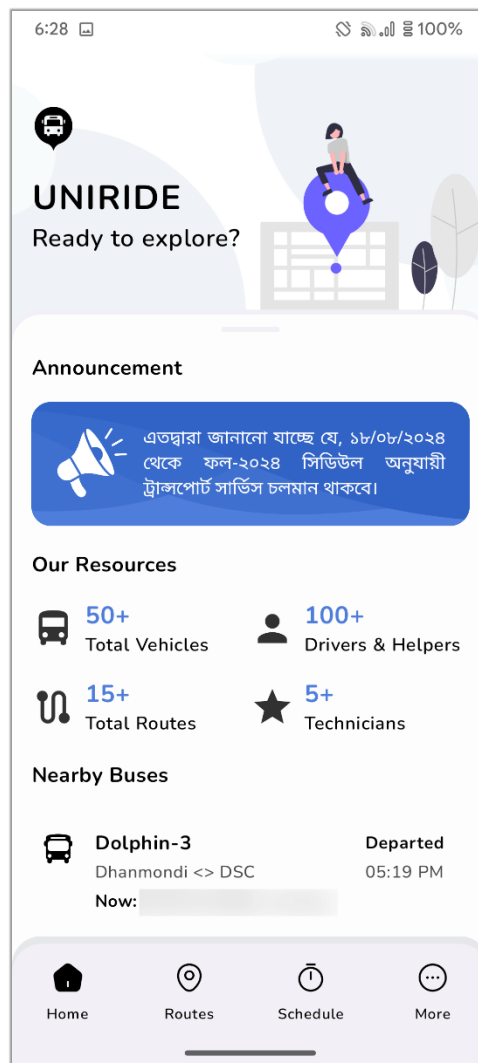 6:28
100%
UNIRIDE
Ready to explore?
Announcement
এতদ্বারা জানানো যাচ্ছে যে, ১৮/০৮/২০২৪
থেকে ফল-২০২৪ সিডিউল অনুযায়ী
ট্রান্সপোর্ট সার্ভিস চলমান থাকবে।
Our Resources
50+ 100+
Total Vehicles Drivers & Helpers
15+ 5+
Total Routes Technicians
Nearby Buses
Dolphin-3 Departed
Dhanmondi <> DSC 05:19 PM
Now:
Home Routes Schedule More